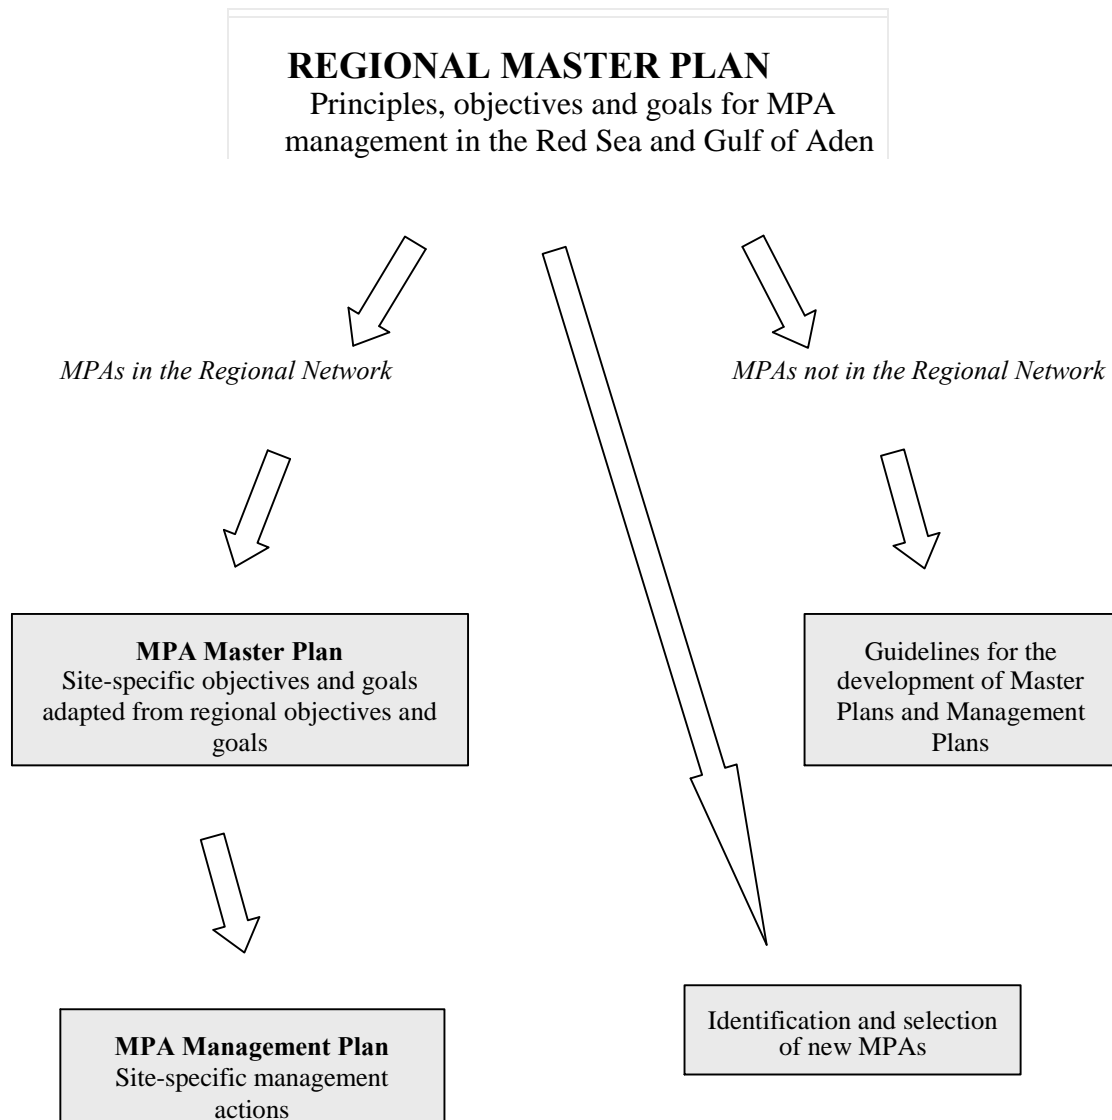 REGIONAL MASTER PLAN
Principles, objectives and goals for MPA
management in the Red Sea and Gulf of Aden
MPAs in the Regional Network
MPAs not in the Regional Network
MPA Master Plan
Site-specific objectives and goals
adapted from regional objectives and
goals
Guidelines for the
development of Master
Plans and Management
Plans
MPA Management Plan
Site-specific management
actions
Identification and selection
of new MPAs